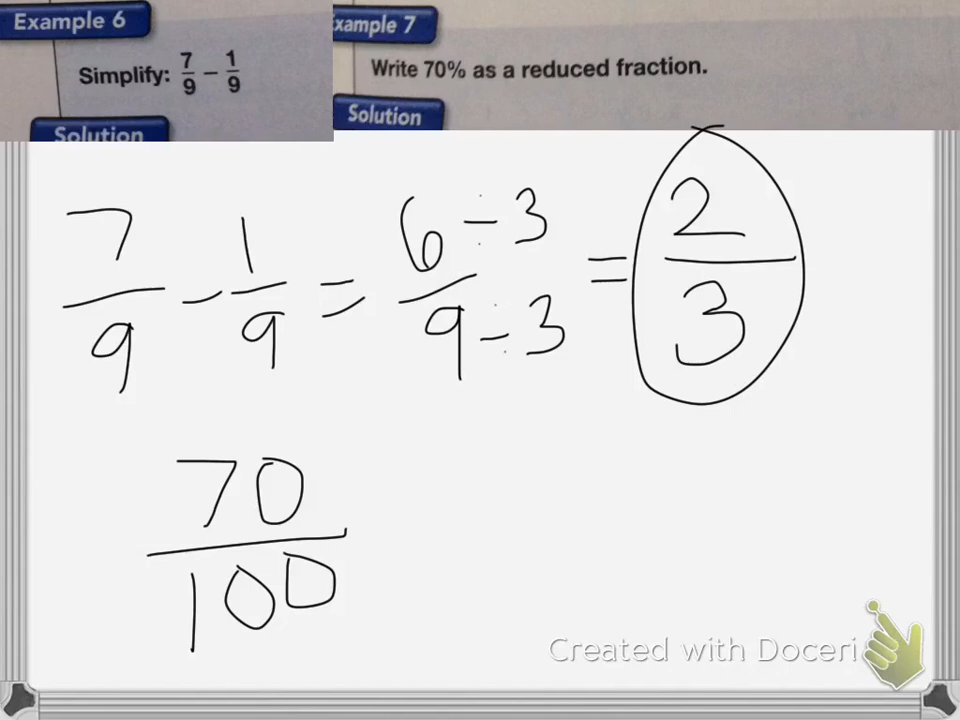 Example 6
Simplify: 7/9 − 1/9
Solution
xample 7
Write 70% as a reduced fraction.
Solution
7/9 − 1/9 = 6 ÷ 3 / 9 ÷ 3 = 2/3
70/100
Created with Doceri